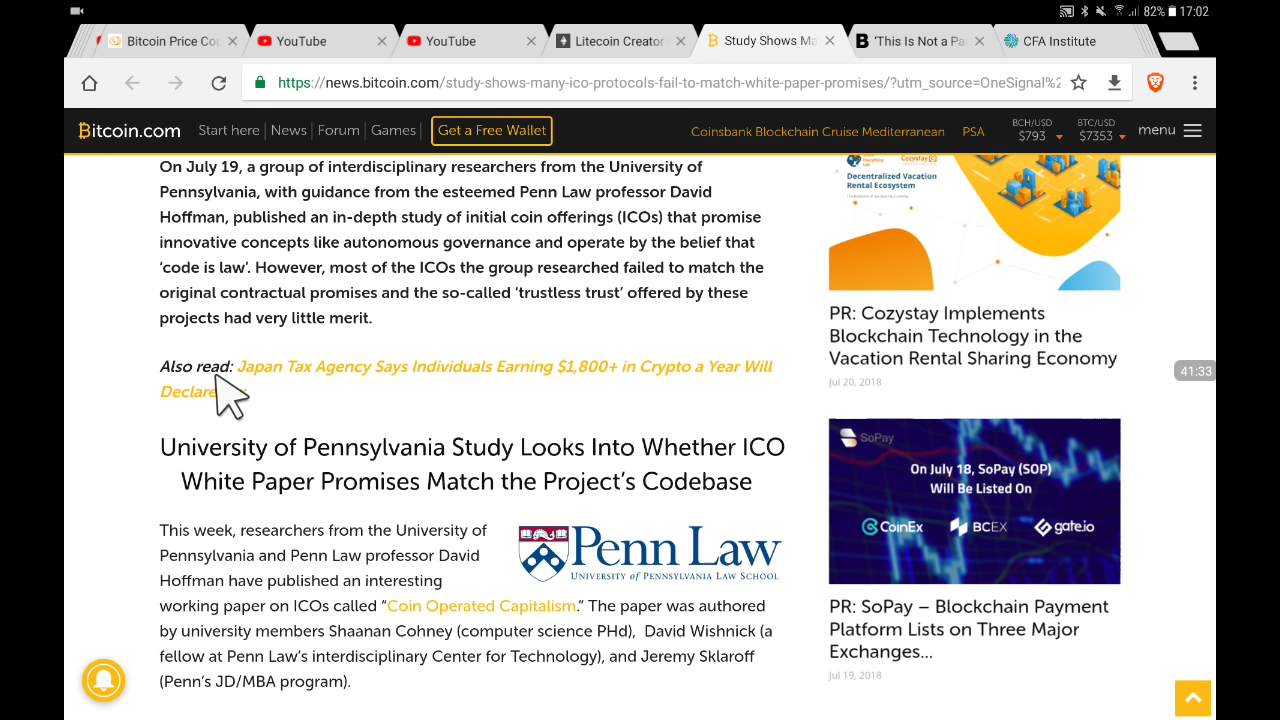 82% 17:02
Bitcoin Price Co
YouTube
YouTube
Litecoin Creator
Study Shows Ma
'This Is Not a Pa
CFA Institute
https://news.bitcoin.com/study-shows-many-ico-protocols-fail-to-match-white-paper-promises/?utm_source=OneSignal%2
Bitcoin.com
Start here
News
Forum
Games
Get a Free Wallet
Coinsbank Blockchain Cruise Mediterranean
PSA
BCH/USD
$793
BTC/USD
$7353
menu
On July 19, a group of interdisciplinary researchers from the University of
Pennsylvania, with guidance from the esteemed Penn Law professor David
Hoffman, published an in-depth study of initial coin offerings (ICOs) that promise
innovative concepts like autonomous governance and operate by the belief that
‘code is law’. However, most of the ICOs the group researched failed to match the
original contractual promises and the so-called ‘trustless trust’ offered by these
projects had very little merit.
Also read: Japan Tax Agency Says Individuals Earning $1,800+ in Crypto a Year Will
Declare
University of Pennsylvania Study Looks Into Whether ICO
White Paper Promises Match the Project’s Codebase
This week, researchers from the University of
Pennsylvania and Penn Law professor David
Hoffman have published an interesting
working paper on ICOs called “Coin Operated Capitalism.” The paper was authored
by university members Shaanan Cohney (computer science PHd), David Wishnick (a
fellow at Penn Law’s interdisciplinary Center for Technology), and Jeremy Sklaroff
(Penn’s JD/MBA program).
Penn Law
UNIVERSITY OF PENNSYLVANIA LAW SCHOOL
Cozystay
Decentralized Vacation
Rental Ecosystem
PR: Cozystay Implements
Blockchain Technology in the
Vacation Rental Sharing Economy
Jul 20, 2018
41:33
SoPay
On July 18, SoPay (SOP)
Will Be Listed On
CoinEx
BCEX
gate.io
PR: SoPay – Blockchain Payment
Platform Lists on Three Major
Exchanges...
Jul 19, 2018